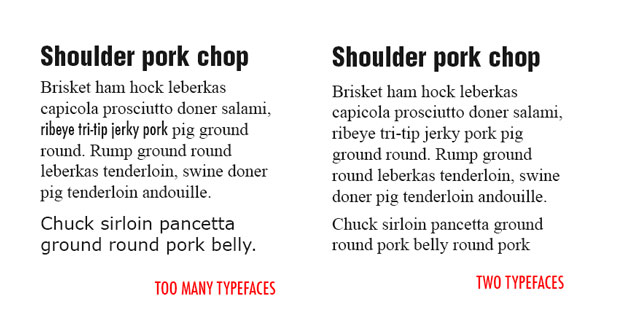 Shoulder pork chop
Brisket ham hock leberkas
capicola prosciutto doner salami,
ribeye tri-tip jerky pork pig ground
round. Rump ground round
leberkas tenderloin, swine doner
pig tenderloin andouille.
Chuck sirloin pancetta
ground round pork belly.
TOO MANY TYPEFACES
Shoulder pork chop
Brisket ham hock leberkas
capicola prosciutto doner salami,
ribeye tri-tip jerky pork pig
ground round. Rump ground
round leberkas tenderloin, swine
doner pig tenderloin andouille.
Chuck sirloin pancetta ground
round pork belly round pork
TWO TYPEFACES